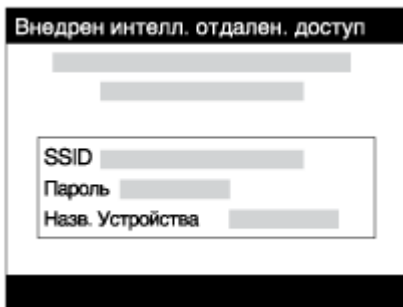 Внедрен интелл. отдален. доступ
SSID
Пароль
Назв. Устройства